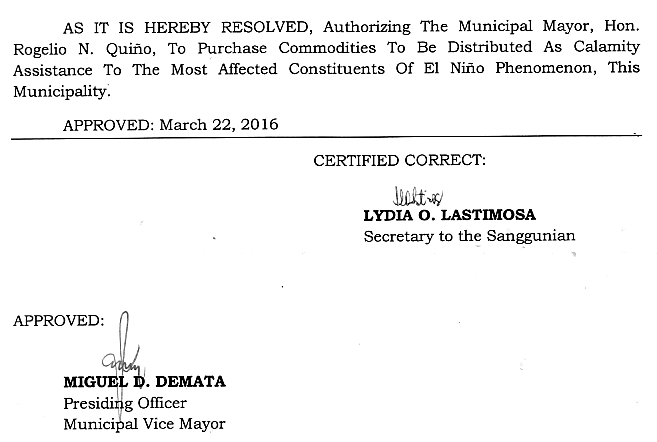 AS IT IS HEREBY RESOLVED, Authorizing The Municipal Mayor, Hon.
Rogelio N. Quiño, To Purchase Commodities To Be Distributed As Calamity
Assistance To The Most Affected Constituents Of El Niño Phenomenon, This
Municipality.
APPROVED: March 22, 2016
CERTIFIED CORRECT:
LYDIA O. LASTIMOSA
Secretary to the Sanggunian
APPROVED:
MIGUEL D. DEMATA
Presiding Officer
Municipal Vice Mayor